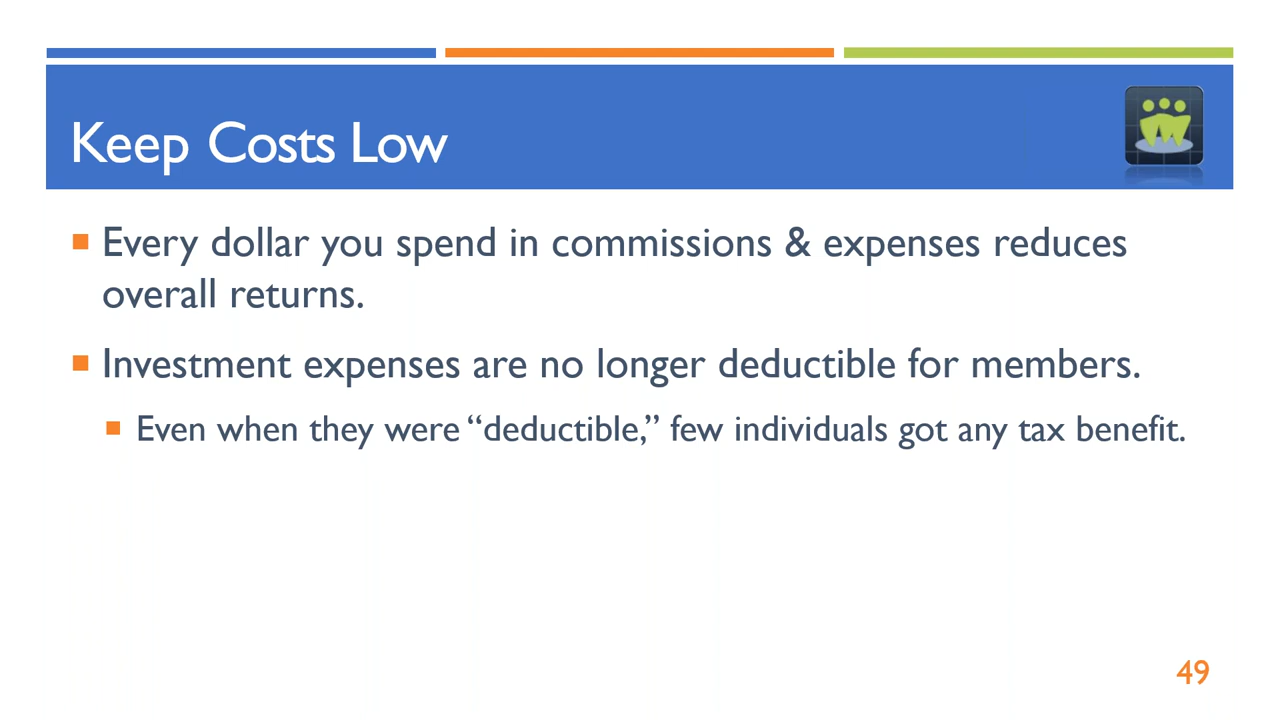 Keep Costs Low
Every dollar you spend in commissions & expenses reduces
overall returns.
Investment expenses are no longer deductible for members.
Even when they were “deductible,” few individuals got any tax benefit.
49